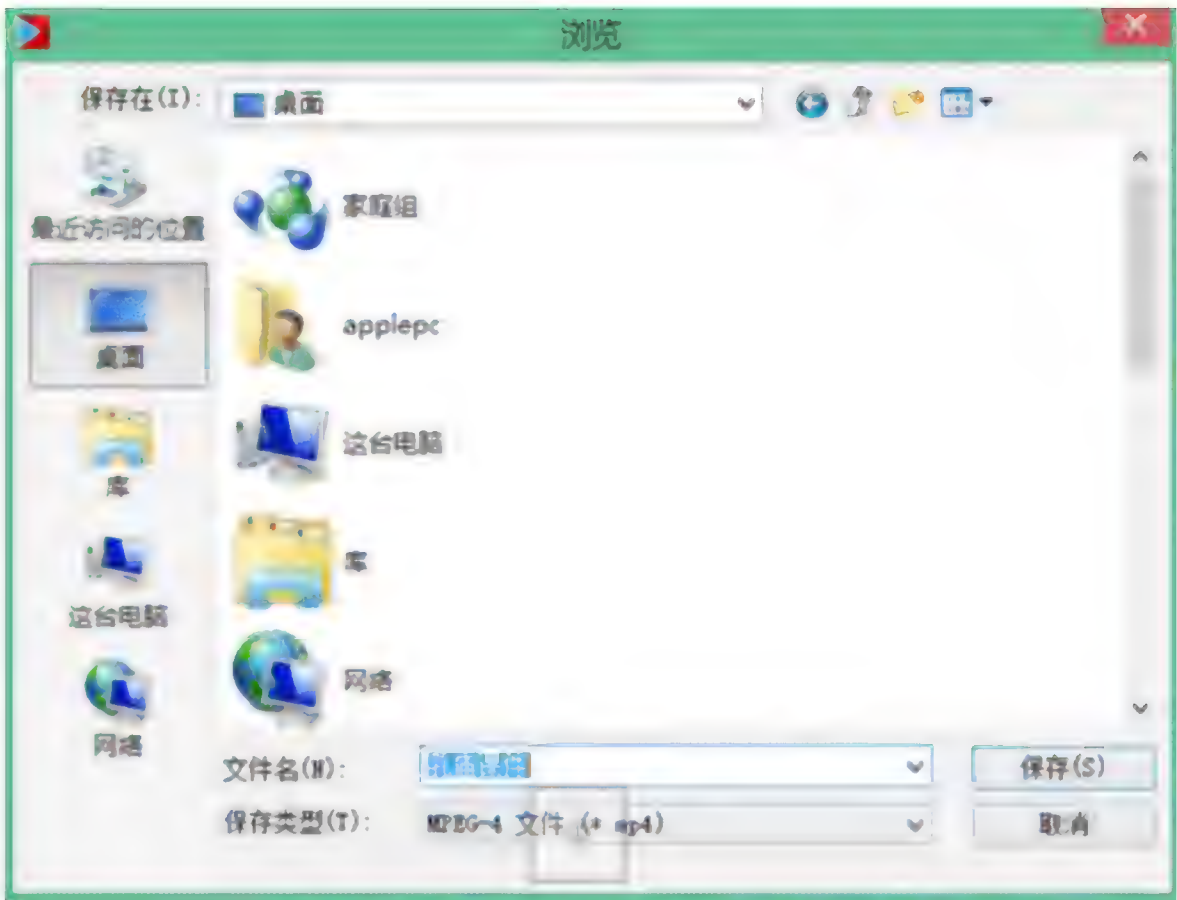 浏览
保存在(I):
桌面
最近访问的位置
桌面
库
这台电脑
网络
家庭组
applepc
这台电脑
库
网络
文件名(N):
保存(S)
保存类型(T):
MPEG-4 文件 (*.mp4)
取消